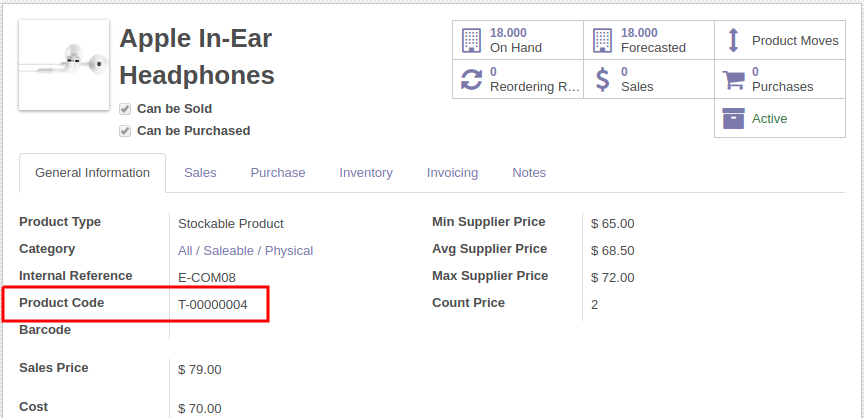 Apple In-Ear
Headphones
Can be Sold
Can be Purchased
18.000
On Hand
18.000
Forecasted
Product Moves
0
Reordering R...
0
Sales
0
Purchases
Active
General Information Sales Purchase Inventory Invoicing Notes
Product Type Stockable Product
Category All / Saleable / Physical
Internal Reference E-COM08
Product Code T-00000004
Barcode
Min Supplier Price $ 65.00
Avg Supplier Price $ 68.50
Max Supplier Price $ 72.00
Count Price 2
Sales Price $ 79.00
Cost $ 70.00